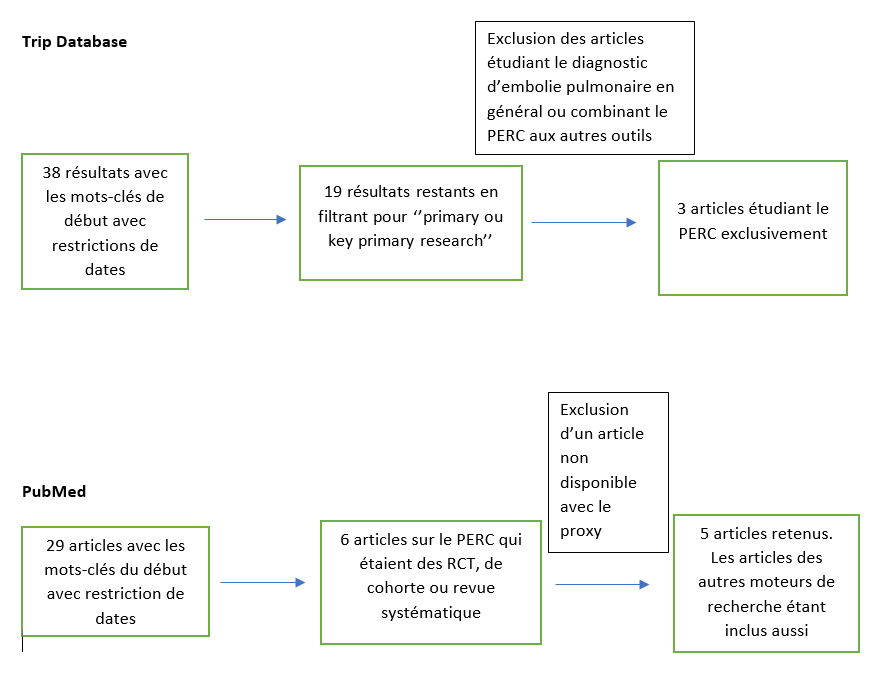 Trip Database
Exclusion des articles
étudiant le diagnostic
d’embolie pulmonaire en
général ou combinant le
PERC aux autres outils
38 résultats avec
les mots-clés de
début avec
restrictions de
dates
19 résultats restants en
filtrant pour ‘’primary ou
key primary research’’
3 articles étudiant le
PERC exclusivement
PubMed
Exclusion
d’un article
non
disponible
avec le
proxy
29 articles avec les
mots-clés du début
avec restriction de
dates
6 articles sur le PERC qui
étaient des RCT, de
cohorte ou revue
systématique
5 articles retenus.
Les articles des
autres moteurs de
recherche étant
inclus aussi